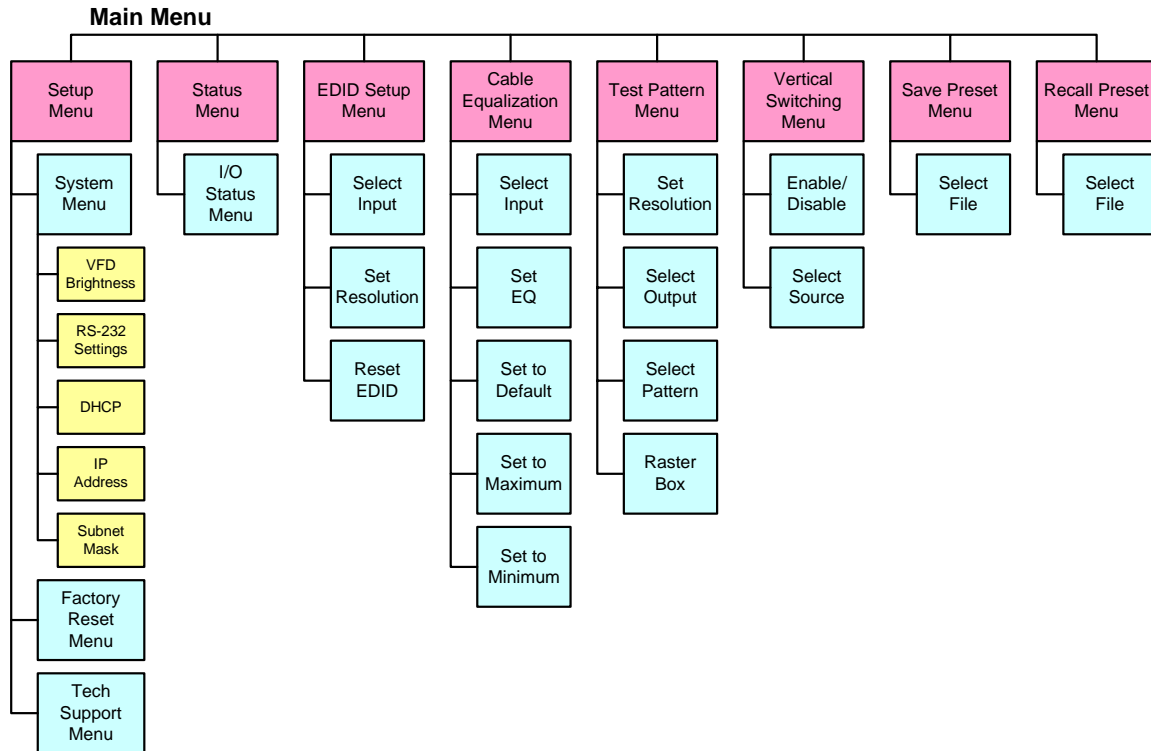 Main Menu
Setup
Menu
Status
Menu
EDID Setup
Menu
Cable
Equalization
Menu
Test Pattern
Menu
Vertical
Switching
Menu
Save Preset
Menu
Recall Preset
Menu
System
Menu
VFD
Brightness
RS-232
Settings
DHCP
IP
Address
Subnet
Mask
Factory
Reset
Menu
Tech
Support
Menu
I/O
Status
Menu
Select
Input
Set
Resolution
Reset
EDID
Select
Input
Set
EQ
Set to
Default
Set to
Maximum
Set to
Minimum
Set
Resolution
Select
Output
Select
Pattern
Raster
Box
Enable/
Disable
Select
Source
Select
File
Select
File